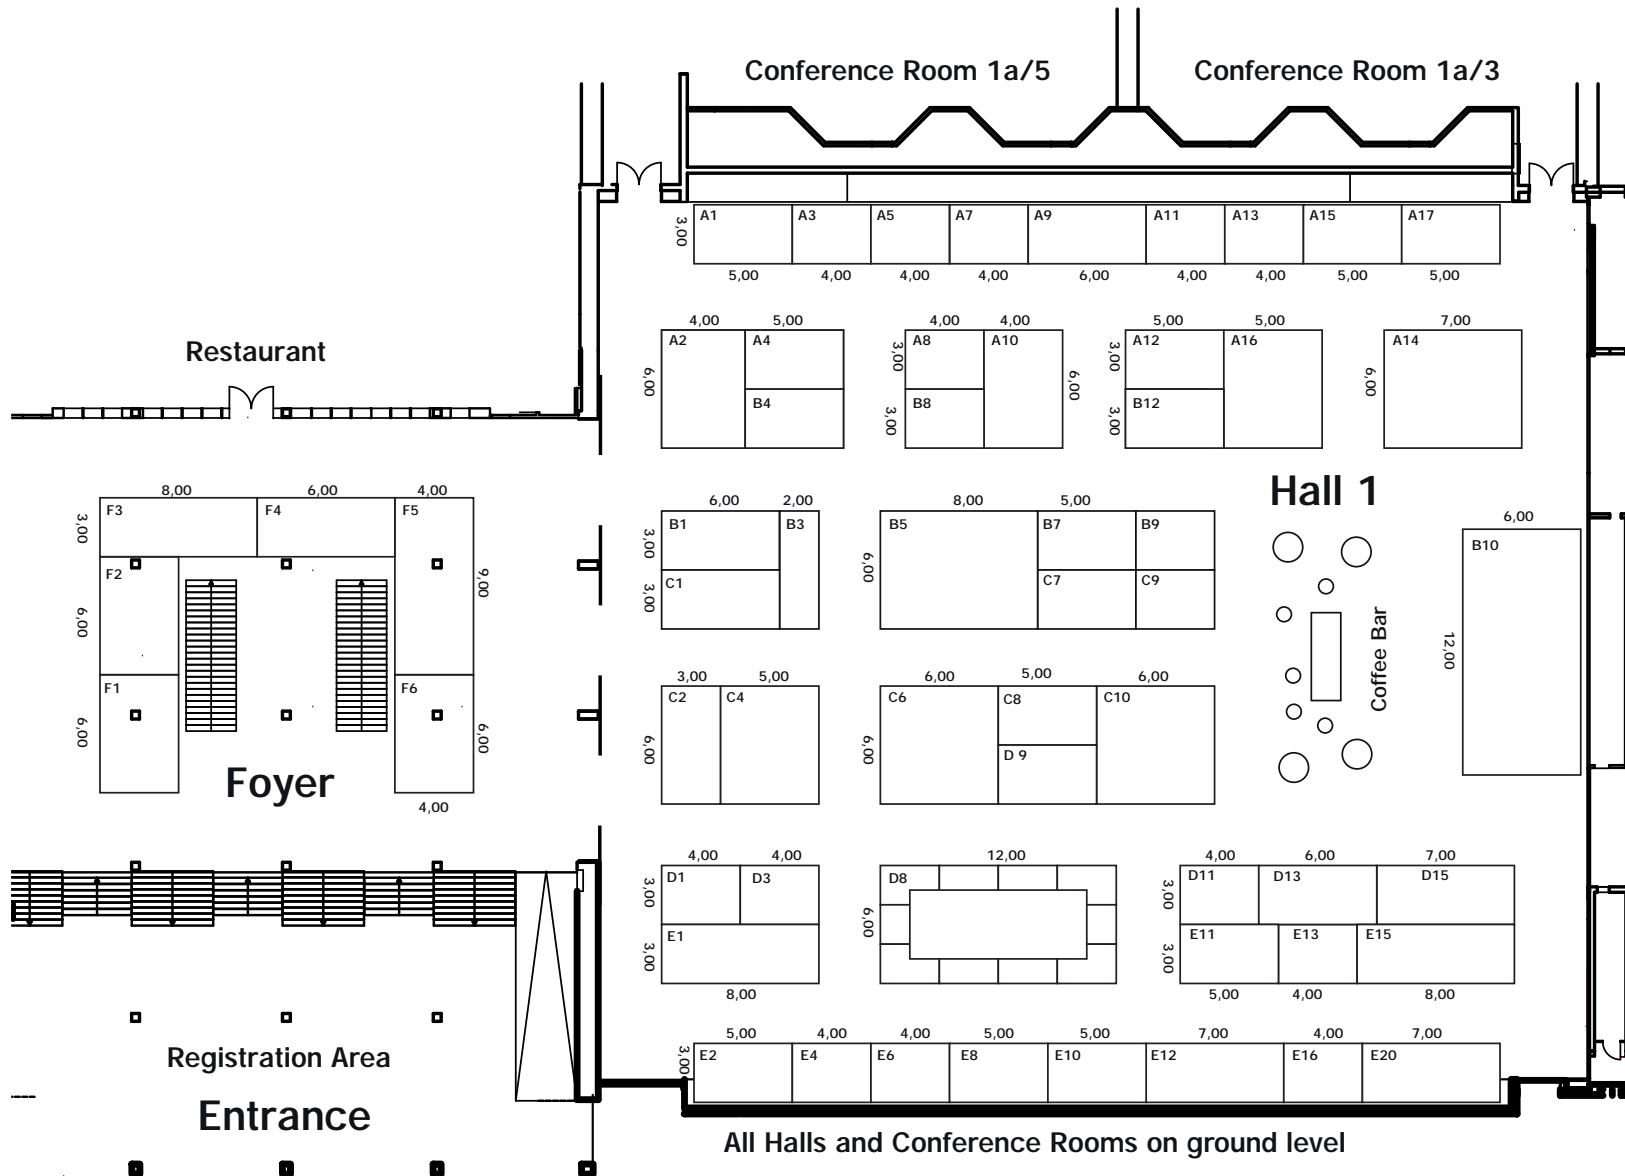 Conference Room 1a/5 Conference Room 1a/3
A1 A3 A5 A7 A9 A11 A13 A15 A17
3,00
5,00 4,00 4,00 4,00 6,00 4,00 4,00 5,00 5,00
4,00 5,00 4,00 4,00 5,00 5,00 7,00
Restaurant
A2 A4 A8 A10 A12 A16 A14
6,00 3,00 6,00 3,00 6,00
B4 B8 B12
3,00 3,00
Hall 1
8,00 6,00 4,00
F3 F4 F5
3,00
F2
6,00 9,00
F1 F6
6,00 6,00
Foyer
4,00
6,00 2,00 8,00 5,00 6,00
B1 B3 B5 B7 B9 B10
3,00 6,00
C1 C7 C9
3,00
12,00
Coffee Bar
3,00 5,00 6,00 5,00 6,00
C2 C4 C6 C8 C10
6,00 6,00
D 9
4,00 4,00 12,00 4,00 6,00 7,00
D1 D3 D8 D11 D13 D15
3,00 6,00 3,00
E1 E11 E13 E15
3,00 3,00
8,00 5,00 4,00 8,00
5,00 4,00 4,00 5,00 5,00 7,00 4,00 7,00
E2 E4 E6 E8 E10 E12 E16 E20
3,00
Registration Area
Entrance
All Halls and Conference Rooms on ground level